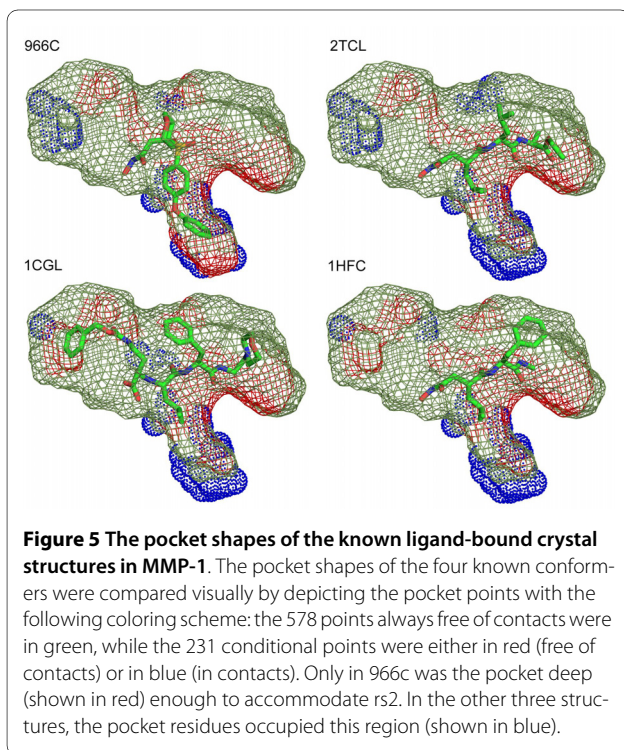 966C
2TCL
1CGL
1HFC
Figure 5 The pocket shapes of the known ligand-bound crystal
structures in MMP-1. The pocket shapes of the four known conform-
ers were compared visually by depicting the pocket points with the
following coloring scheme: the 578 points always free of contacts were
in green, while the 231 conditional points were either in red (free of
contacts) or in blue (in contacts). Only in 966c was the pocket deep
(shown in red) enough to accommodate rs2. In the other three struc-
tures, the pocket residues occupied this region (shown in blue).